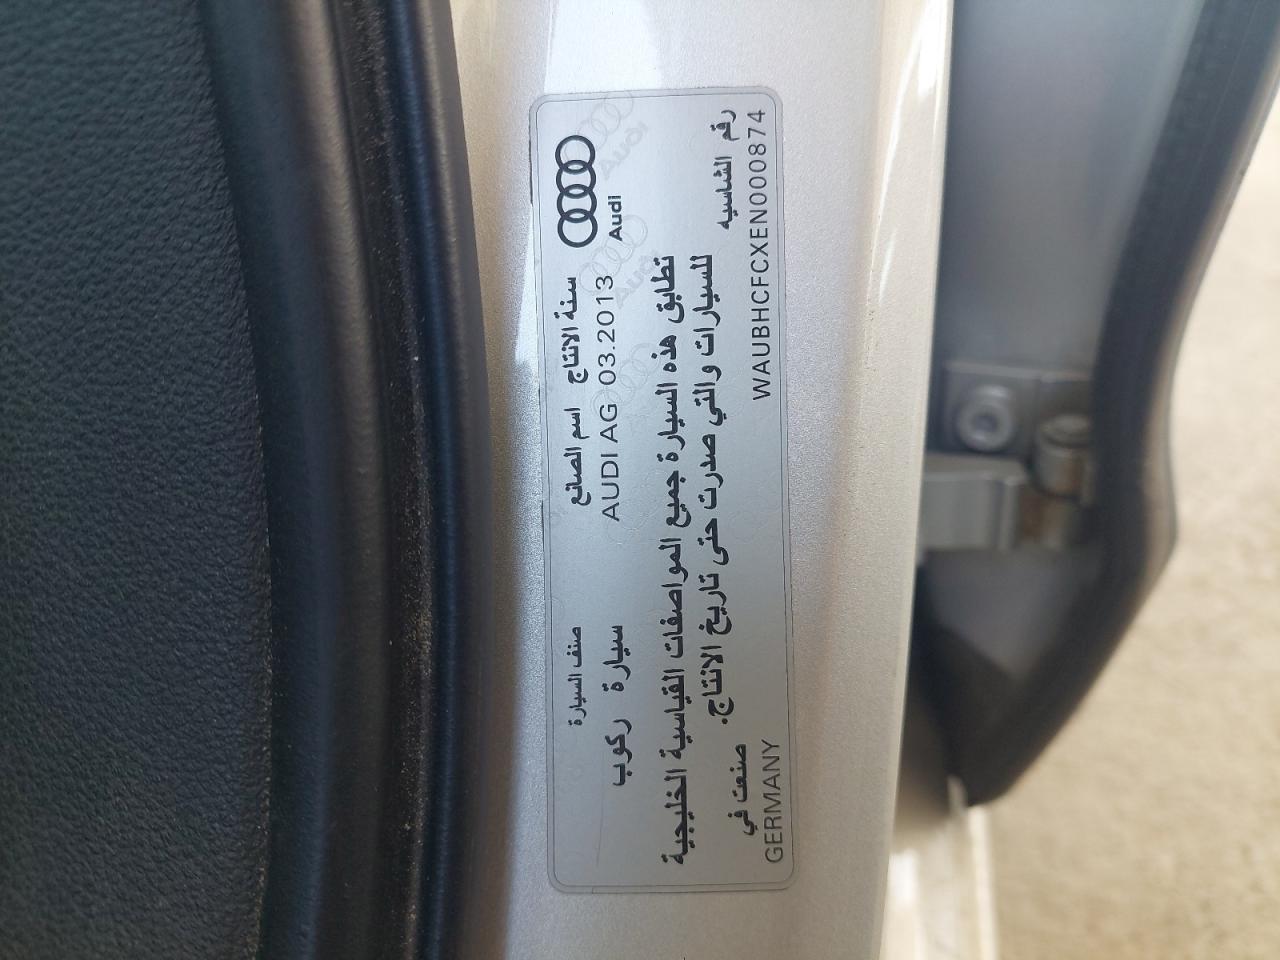 Audi
سنة الانتاج
اسم الصانع
صنف السيارة
AUDI AG 03.2013
سيارة ركوب
تطابق هذه السيارة جميع المواصفات القياسية الخليجية
للسيارات والتي صدرت حتى تاريخ الانتاج.
رقم الشاسيه
صنعت في
WAUBHCFCXEN000874
GERMANY